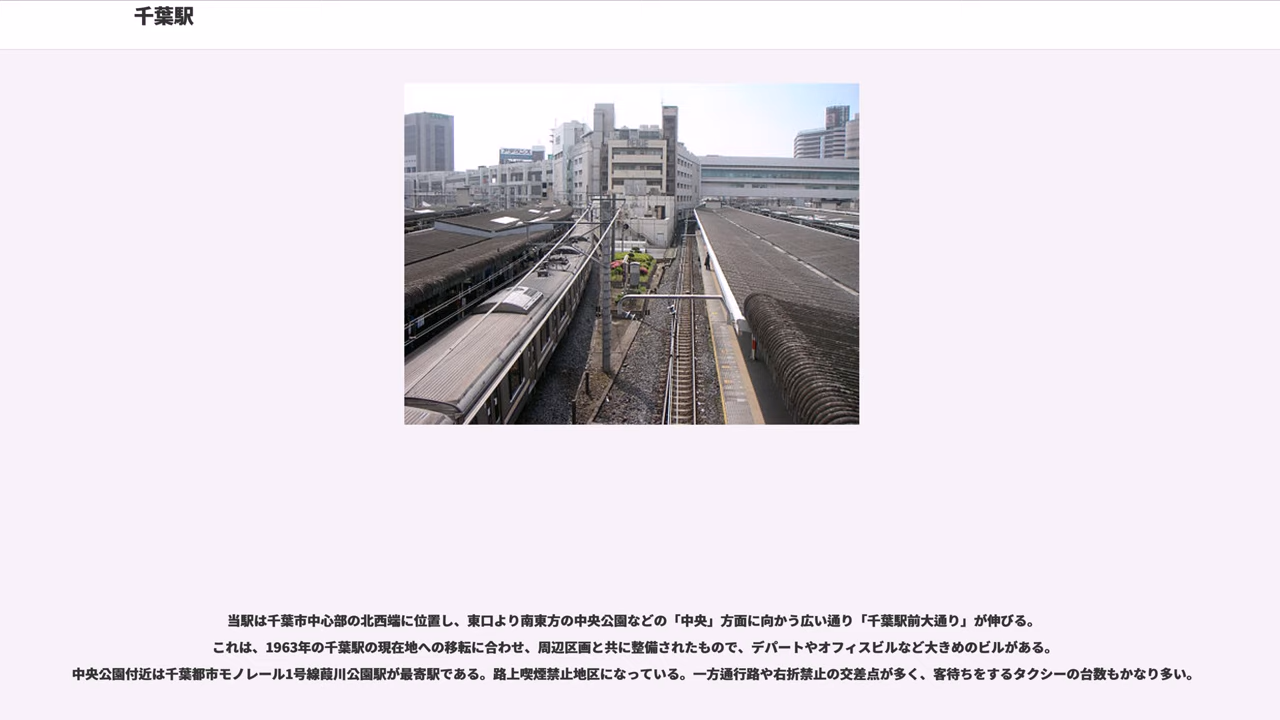 千葉駅
当駅は千葉市中心部の北西端に位置し、東口より南東方の中央公園などの「中央」方面に向かう広い通り「千葉駅前大通り」が伸びる。
これは、1963年の千葉駅の現在地への移転に合わせ、周辺区画と共に整備されたもので、デパートやオフィスビルなど大きめのビルがある。
中央公園付近は千葉都市モノレール1号線葭川公園駅が最寄駅である。路上喫煙禁止地区になっている。一方通行路や右折禁止の交差点が多く、客待ちをするタクシーの台数もかなり多い。